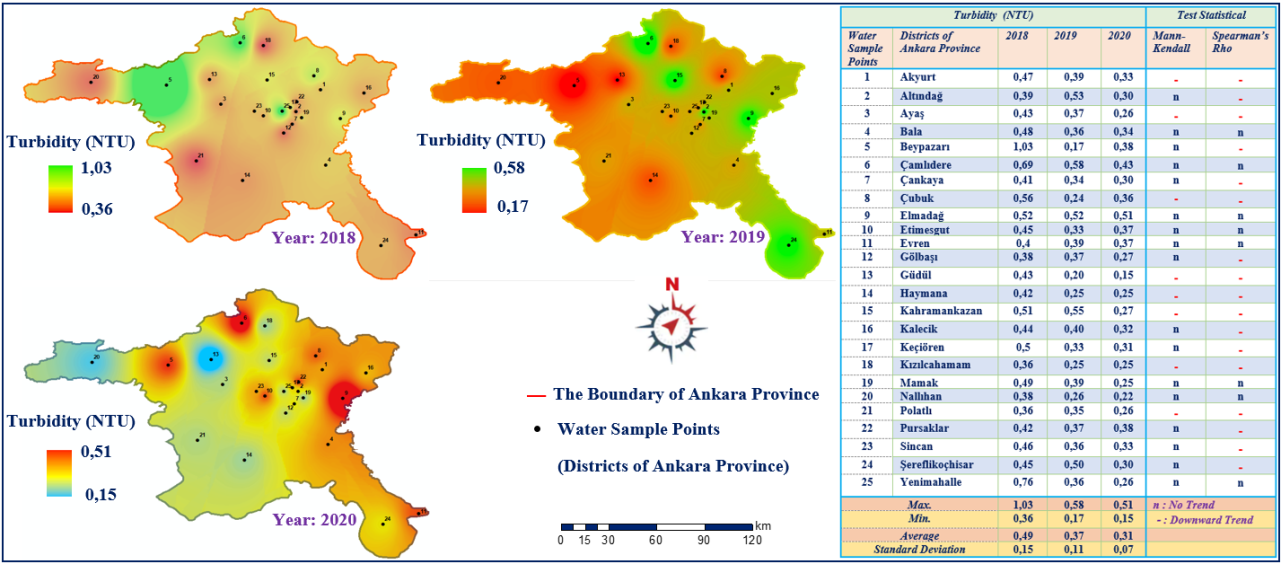 Turbidity (NTU)
1,03
0,36
Year: 2018
Turbidity (NTU)
0,58
0,17
Year: 2019
Turbidity (NTU)
0,51
0,15
Year: 2020
N
The Boundary of Ankara Province
Water Sample Points
(Districts of Ankara Province)
km
0 15 30 60 90 120
Turbidity (NTU) Test Statistical
Water Sample Points Districts of Ankara Province 2018 2019 2020 Mann-Kendall Spearman's Rho
1 Akyurt 0,47 0,39 0,33 - -
2 Altındağ 0,39 0,53 0,30 n -
3 Ayaş 0,43 0,37 0,26 - -
4 Bala 0,48 0,36 0,34 n n
5 Beypazarı 1,03 0,17 0,38 n -
6 Çamlıdere 0,69 0,58 0,43 n n
7 Çankaya 0,41 0,34 0,30 n -
8 Çubuk 0,56 0,24 0,36 - -
9 Elmadağ 0,52 0,52 0,51 n n
10 Etimesgut 0,45 0,33 0,37 n n
11 Evren 0,4 0,39 0,37 n n
12 Gölbaşı 0,38 0,37 0,27 n -
13 Güdül 0,43 0,20 0,15 - -
14 Haymana 0,42 0,25 0,25 - -
15 Kahramankazan 0,51 0,55 0,27 - -
16 Kalecik 0,44 0,40 0,32 n -
17 Keçiören 0,5 0,33 0,31 n -
18 Kızılcahamam 0,36 0,25 0,25 - -
19 Mamak 0,49 0,39 0,25 n n
20 Nallıhan 0,38 0,26 0,22 n n
21 Polatlı 0,36 0,35 0,26 - -
22 Pursaklar 0,42 0,37 0,38 n -
23 Sincan 0,46 0,36 0,33 n -
24 Şereflikoçhisar 0,45 0,50 0,30 n -
25 Yenimahalle 0,76 0,36 0,26 n n
Max. 1,03 0,58 0,51 n : No Trend
Min. 0,36 0,17 0,15 - : Downward Trend
Average 0,49 0,37 0,31
Standard Deviation 0,15 0,11 0,07